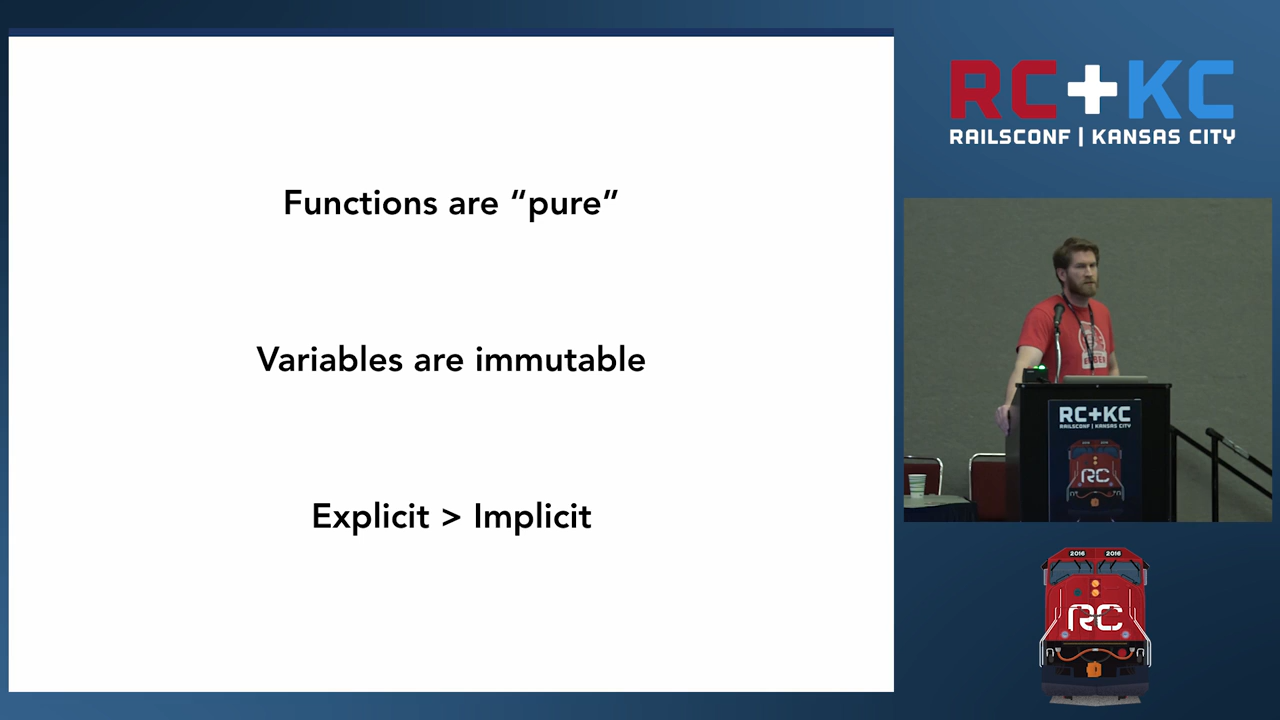 Functions are “pure”
Variables are immutable
Explicit > Implicit
RC+KC
RAILSCONF | KANSAS CITY
RC+KC
RAILSCONF | KANSAS CITY
RC
2016 2016
RC